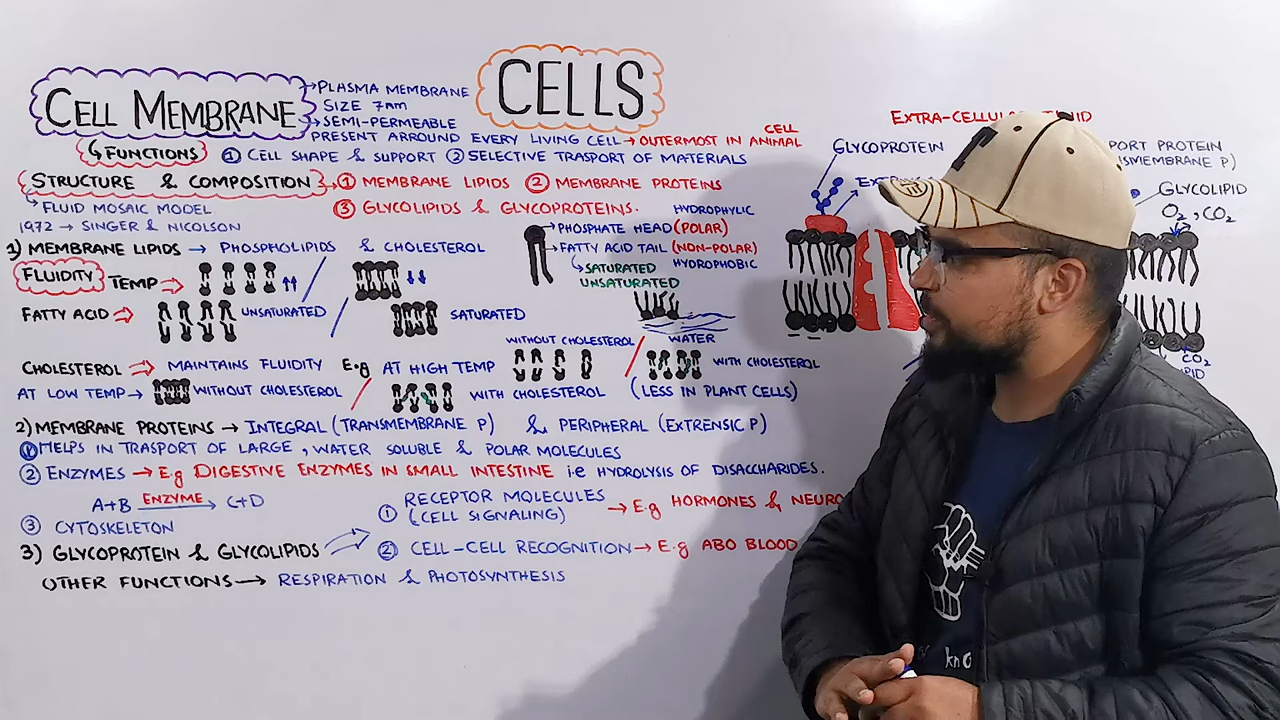 CELLS
CELL MEMBRANE
→PLASMA MEMBRANE
SIZE 7nm
→SEMI-PERMEABLE
PRESENT ARROUND EVERY LIVING CELL → OUTERMOST IN ANIMAL CELL
FUNCTIONS ① CELL SHAPE & SUPPORT ② SELECTIVE TRASPORT OF MATERIALS
STRUCTURE & COMPOSITION → ① MEMBRANE LIPIDS ② MEMBRANE PROTEINS
FLUID MOSAIC MODEL ③ GLYCOLIPIDS & GLYCOPROTEINS.
1972 → SINGER & NICOLSON
1) MEMBRANE LIPIDS → PHOSPHOLIPIDS & CHOLESTEROL
HYDROPHYLIC
PHOSPHATE HEAD (POLAR)
→FATTY ACID TAIL (NON-POLAR)
HYDROPHOBIC
SATURATED
UNSATURATED
WATER
FLUIDITY TEMP ⇒ ↑↑ ↓↓
FATTY ACID ⇒ UNSATURATED SATURATED
CHOLESTEROL ⇒ MAINTAINS FLUIDITY E.g AT HIGH TEMP WITHOUT CHOLESTEROL WITH CHOLESTEROL
AT LOW TEMP → WITHOUT CHOLESTEROL WITH CHOLESTEROL (LESS IN PLANT CELLS)
2) MEMBRANE PROTEINS → INTEGRAL (TRANSMEMBRANE P) & PERIPHERAL (EXTRENSIC P)
① HELPS IN TRASPORT OF LARGE, WATER SOLUBLE & POLAR MOLECULES
② ENZYMES → E.g DIGESTIVE ENZYMES IN SMALL INTESTINE i.e HYDROLYSIS OF DISACCHARIDES.
A+B ENZYME → C+D
③ CYTOSKELETON
3) GLYCOPROTEIN & GLYCOLIPIDS
① RECEPTOR MOLECULES (CELL SIGNALING) → E.g HORMONES & NEURO
② CELL-CELL RECOGNITION → E.g ABO BLOOD
OTHER FUNCTIONS → RESPIRATION & PHOTOSYNTHESIS
GLYCOPROTEIN
PORT PROTEIN
GLYCOLIPID
O₂, CO₂
CO₂
kno